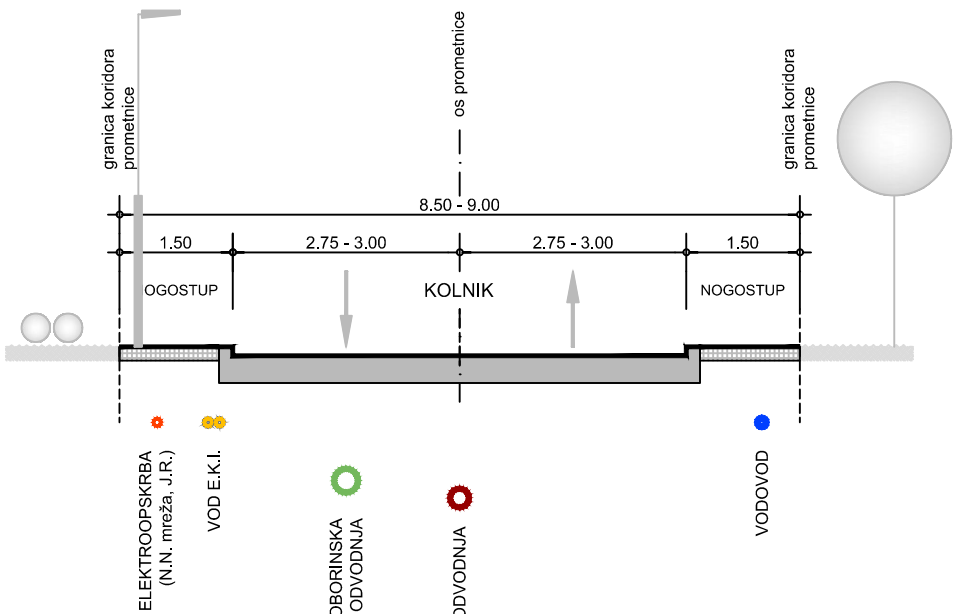 granica koridora
prometnice
os prometnice
granica koridora
prometnice
8.50 - 9.00
1.50
2.75 - 3.00
2.75 - 3.00
1.50
OGOSTUP
KOLNIK
NOGOSTUP
ELEKTROOPSKRBA
(N.N. mreža, J.R.)
VOD E.K.I.
OBORINSKA
ODVODNJA
ODVODNJA
VODOVOD